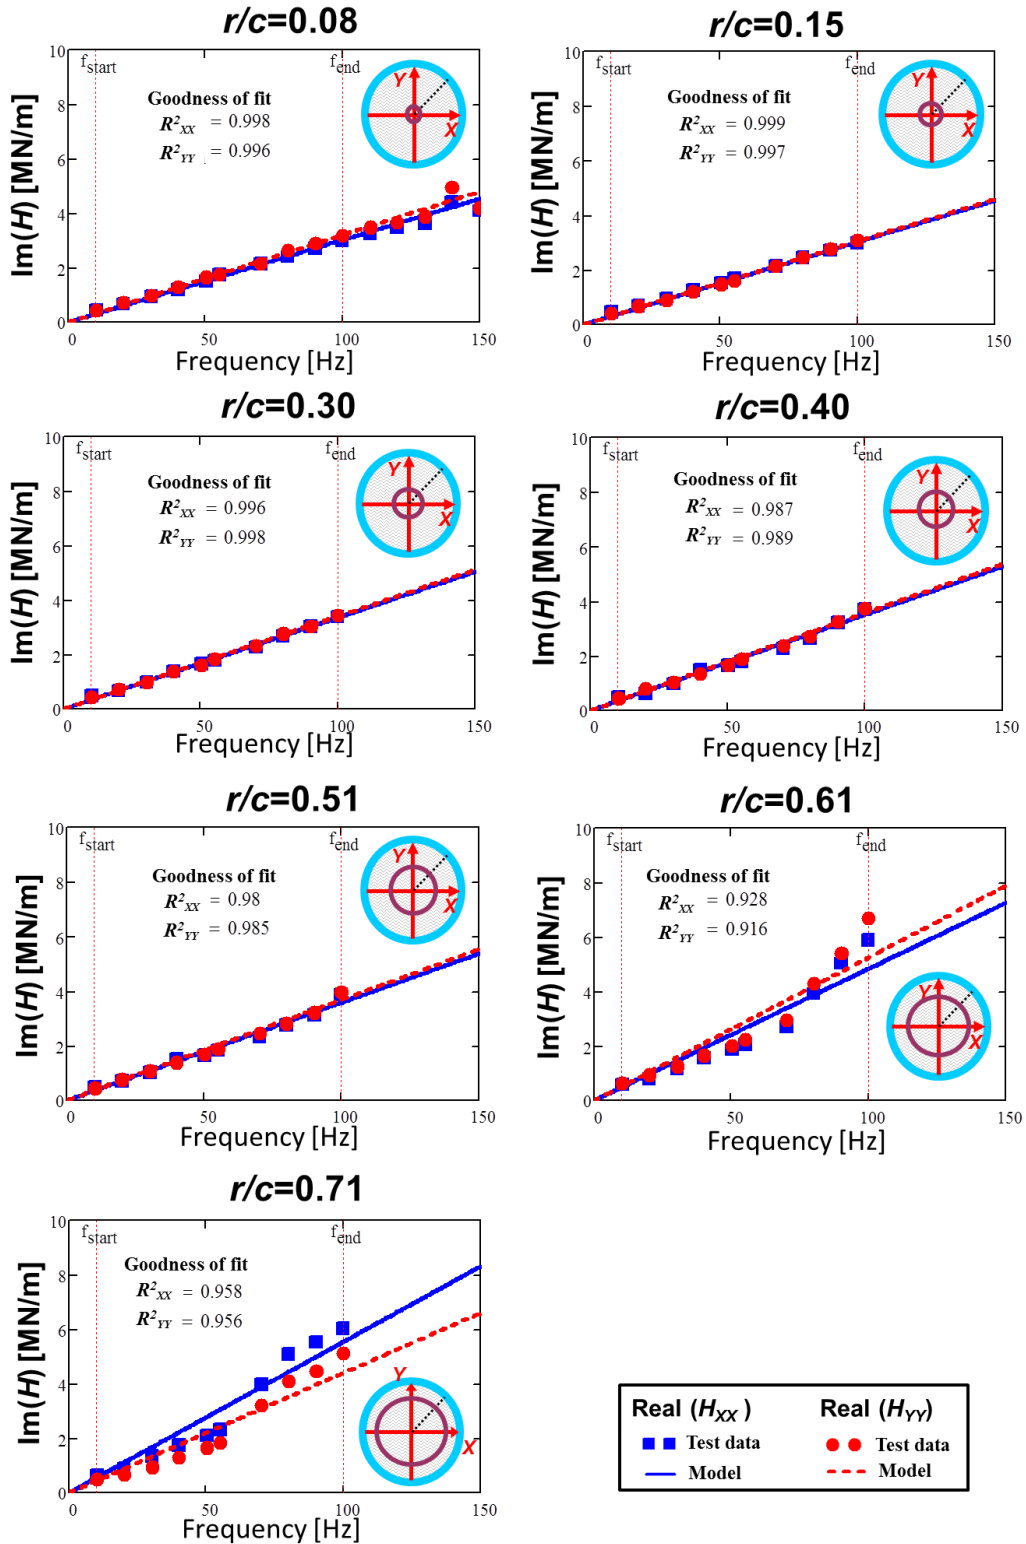 r/c=0.08
10
8
6
4
2
0
Im(H) [MN/m]
f_start
f_end
Goodness of fit
R²_XX = 0.998
R²_YY = 0.996
Y
X
0
50
100
150
Frequency [Hz]
r/c=0.15
10
8
6
4
2
0
Im(H) [MN/m]
f_start
f_end
Goodness of fit
R²_XX = 0.999
R²_YY = 0.997
Y
X
0
50
100
150
Frequency [Hz]
r/c=0.30
10
8
6
4
2
0
Im(H) [MN/m]
f_start
f_end
Goodness of fit
R²_XX = 0.996
R²_YY = 0.998
Y
X
0
50
100
150
Frequency [Hz]
r/c=0.40
10
8
6
4
2
0
Im(H) [MN/m]
f_start
f_end
Goodness of fit
R²_XX = 0.987
R²_YY = 0.989
Y
X
0
50
100
150
Frequency [Hz]
r/c=0.51
10
8
6
4
2
0
Im(H) [MN/m]
f_start
f_end
Goodness of fit
R²_XX = 0.98
R²_YY = 0.985
Y
X
0
50
100
150
Frequency [Hz]
r/c=0.61
10
8
6
4
2
0
Im(H) [MN/m]
f_start
f_end
Goodness of fit
R²_XX = 0.928
R²_YY = 0.916
Y
X
0
50
100
150
Frequency [Hz]
r/c=0.71
10
8
6
4
2
0
Im(H) [MN/m]
f_start
f_end
Goodness of fit
R²_XX = 0.958
R²_YY = 0.956
Y
X
0
50
100
150
Frequency [Hz]
Real (H_XX) Real (H_YY)
Test data Test data
Model Model